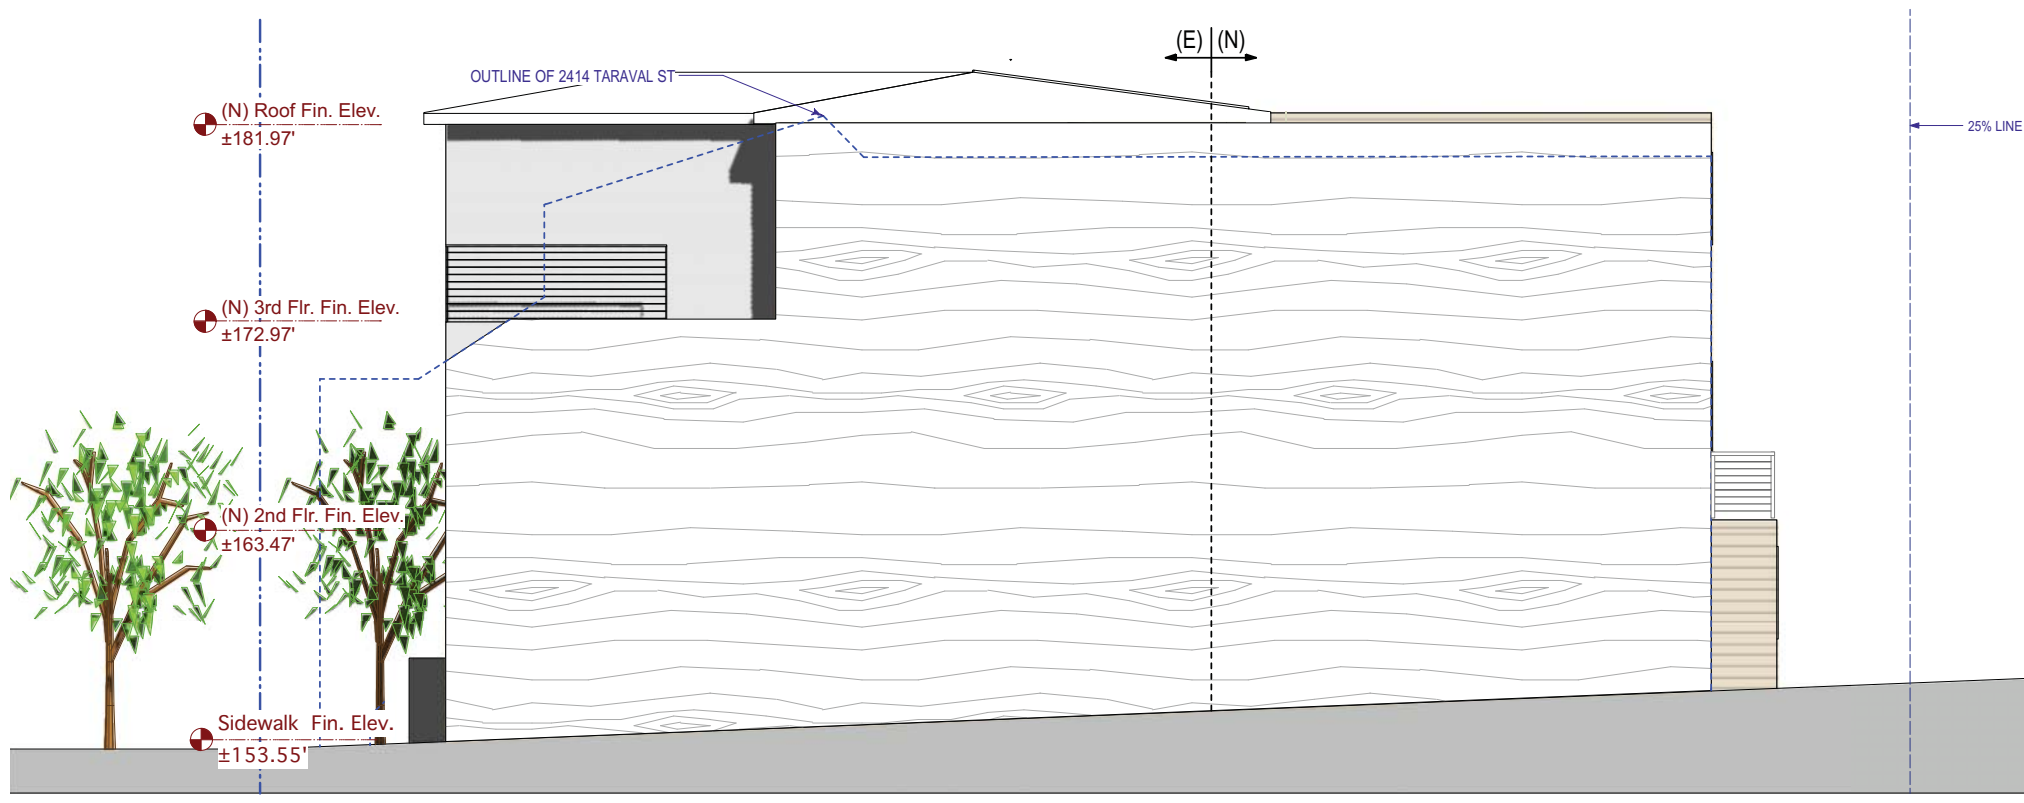 (E) (N)
OUTLINE OF 2414 TARAVAL ST
(N) Roof Fin. Elev.
±181.97'
25% LINE
(N) 3rd Flr. Fin. Elev.
±172.97'
(N) 2nd Flr. Fin. Elev.
±163.47'
Sidewalk Fin. Elev.
±153.55'